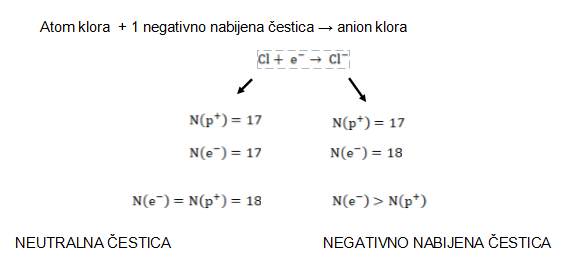 Atom klora + 1 negativno nabijena čestica → anion klora
Cl + e⁻ → Cl⁻
N(p⁺) = 17 N(p⁺) = 17
N(e⁻) = 17 N(e⁻) = 18
N(e⁻) = N(p⁺) = 18 N(e⁻) > N(p⁺)
NEUTRALNA ČESTICA NEGATIVNO NABIJENA ČESTICA